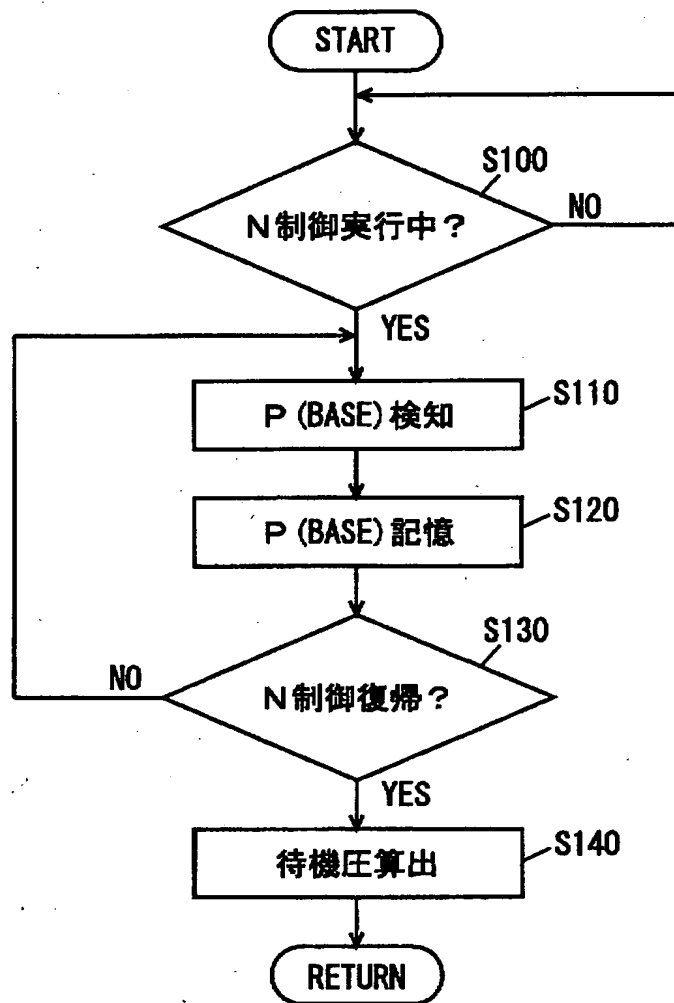 START
S100
N制御実行中?
NO
YES
P(BASE)検知
S110
P(BASE)記憶
S120
S130
NO
N制御復帰?
YES
待機圧算出
S140
RETURN